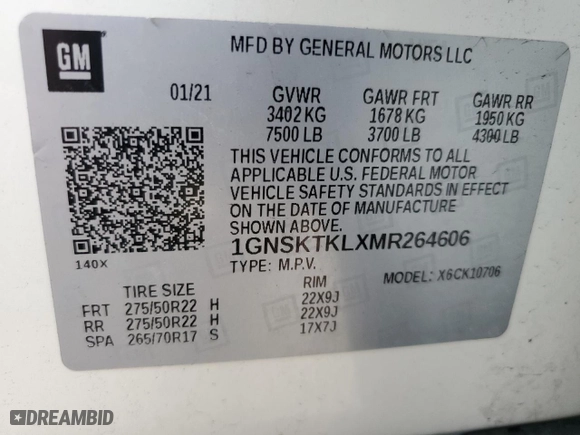 GM
MFD BY GENERAL MOTORS LLC
01/21 GVWR GAWR FRT GAWR RR
3402 KG 1678 KG 1950 KG
7500 LB 3700 LB 4300 LB
THIS VEHICLE CONFORMS TO ALL
APPLICABLE U.S. FEDERAL MOTOR
VEHICLE SAFETY STANDARDS IN EFFECT
ON THE DATE OF MANUFACTURE
SHOWN ABOVE.
140X
1GNSKTKLXMR264606
TYPE: M.P.V. MODEL: X6CK10706
TIRE SIZE RIM
FRT 275/50R22 H 22X9J
RR 275/50R22 H 22X9J
SPA 265/70R17 S 17X7J
DREAMBID